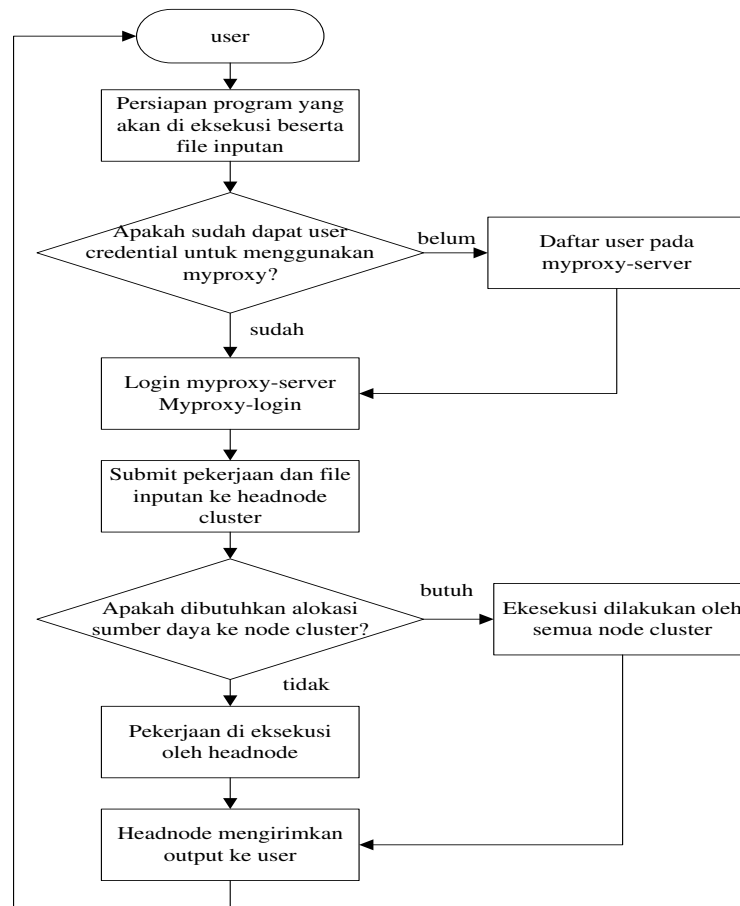 user
Persiapan program yang
akan di eksekusi beserta
file inputan
Apakah sudah dapat user
credential untuk menggunakan
myproxy?
belum
Daftar user pada
myproxy-server
sudah
Login myproxy-server
Myproxy-login
Submit pekerjaan dan file
inputan ke headnode
cluster
Apakah dibutuhkan alokasi
sumber daya ke node cluster?
butuh
Ekesekusi dilakukan oleh
semua node cluster
tidak
Pekerjaan di eksekusi
oleh headnode
Headnode mengirimkan
output ke user